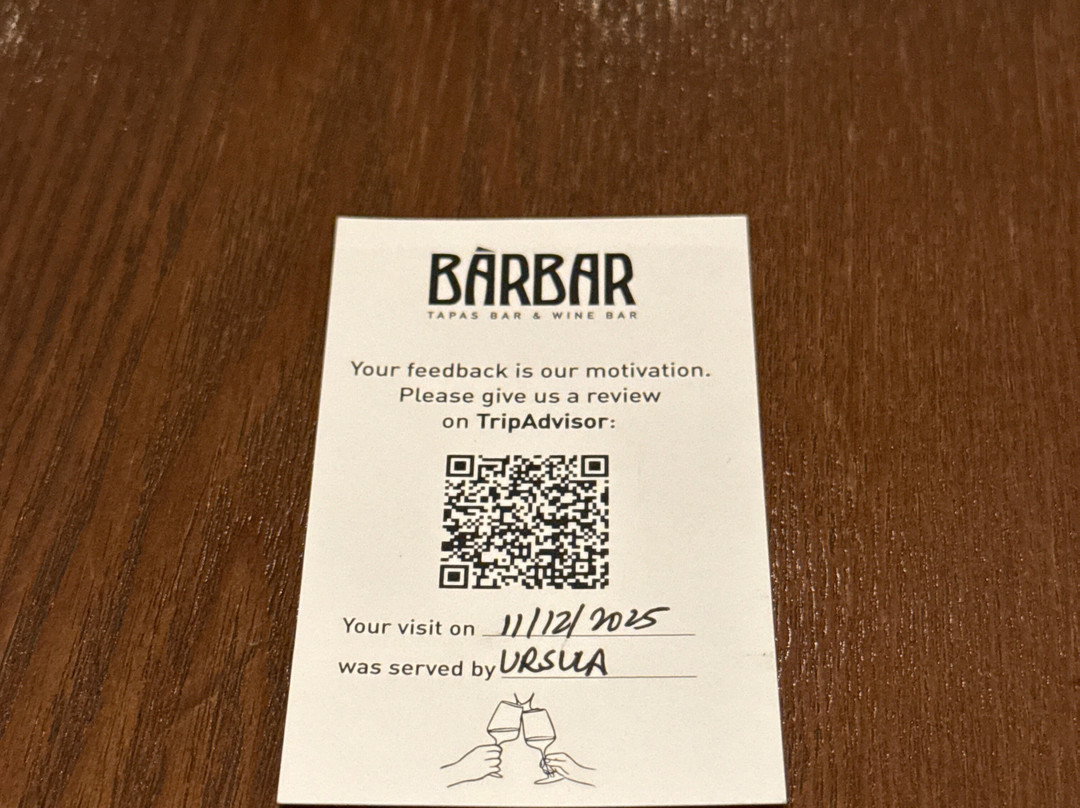 BÀRBAR
TAPAS BAR & WINE BAR
Your feedback is our motivation.
Please give us a review
on TripAdvisor:
Your visit on 11/12/2025
was served by URSULA